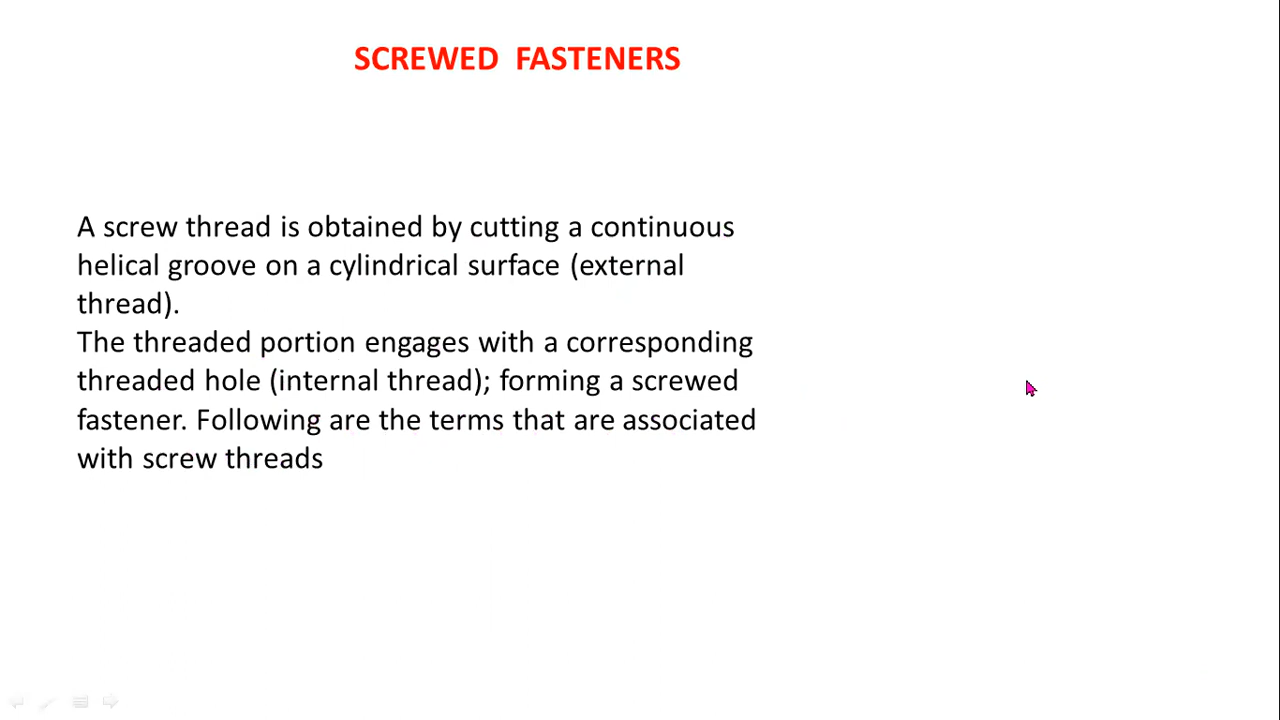 SCREWED FASTENERS
A screw thread is obtained by cutting a continuous
helical groove on a cylindrical surface (external
thread).
The threaded portion engages with a corresponding
threaded hole (internal thread); forming a screwed
fastener. Following are the terms that are associated
with screw threads